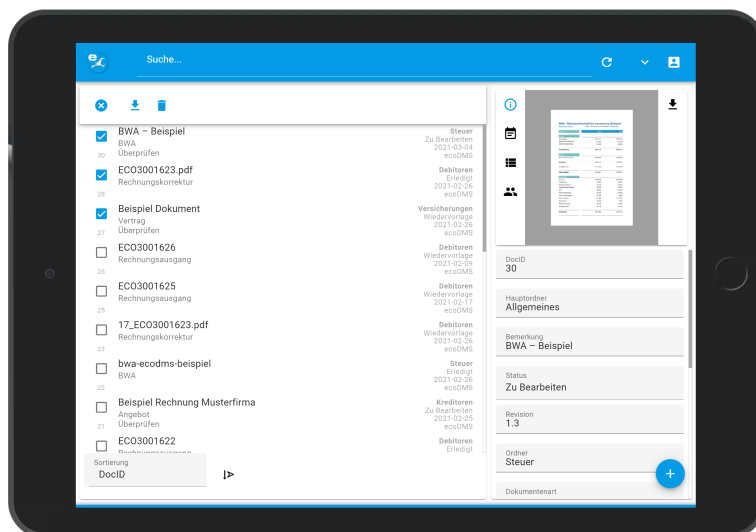 e
Suche...
BWA – Beispiel
BWA
Überprüfen
30
Steuer
Zu Bearbeiten
2021-03-04
ecoDMS
ECO3001623.pdf
Rechnungskorrektur
28
Debitoren
Erledigt
2021-02-26
ecoDMS
Beispiel Dokument
Vertrag
Überprüfen
27
Versicherungen
Wiedervorlage
2021-02-26
ecoDMS
ECO3001626
Rechnungsausgang
26
Debitoren
Wiedervorlage
2021-02-09
ecoDMS
ECO3001625
Rechnungsausgang
25
Debitoren
Wiedervorlage
2021-02-17
ecoDMS
17_ECO3001623.pdf
Rechnungskorrektur
23
Debitoren
Wiedervorlage
2021-02-26
ecoDMS
bwa-ecodms-beispiel
BWA
22
Steuer
Erledigt
2021-02-26
ecoDMS
Beispiel Rechnung Musterfirma
Angebot
Überprüfen
21
Kreditoren
Zu Bearbeiten
2021-02-25
ecoDMS
ECO3001622
Rechnungsausgang
Debitoren
Erledigt
Sortierung
DocID
DocID
30
Hauptordner
Allgemeines
Bemerkung
BWA – Beispiel
Status
Zu Bearbeiten
Revision
1.3
Ordner
Steuer
Dokumentenart